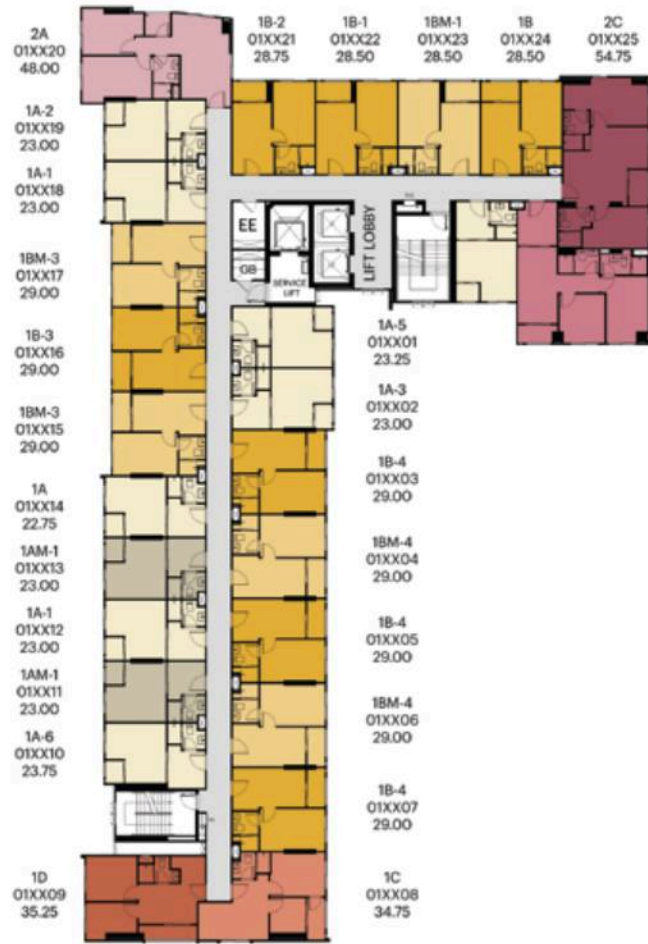 2A
01XX20
48.00
1B-2
01XX21
28.75
1B-1
01XX22
28.50
1BM-1
01XX23
28.50
1B
01XX24
28.50
2C
01XX25
54.75
1A-2
01XX19
23.00
1A-1
01XX18
23.00
1BM-3
01XX17
29.00
1B-3
01XX16
29.00
1BM-3
01XX15
29.00
1A
01XX14
22.75
1AM-1
01XX13
23.00
1A-1
01XX12
23.00
1AM-1
01XX11
23.00
1A-6
01XX10
23.75
1D
01XX09
35.25
EE
GB
SERVICE
LIFT
LIFT LOBBY
1A-5
01XX01
23.25
1A-3
01XX02
23.00
1B-4
01XX03
29.00
1BM-4
01XX04
29.00
1B-4
01XX05
29.00
1BM-4
01XX06
29.00
1B-4
01XX07
29.00
1C
01XX08
34.75